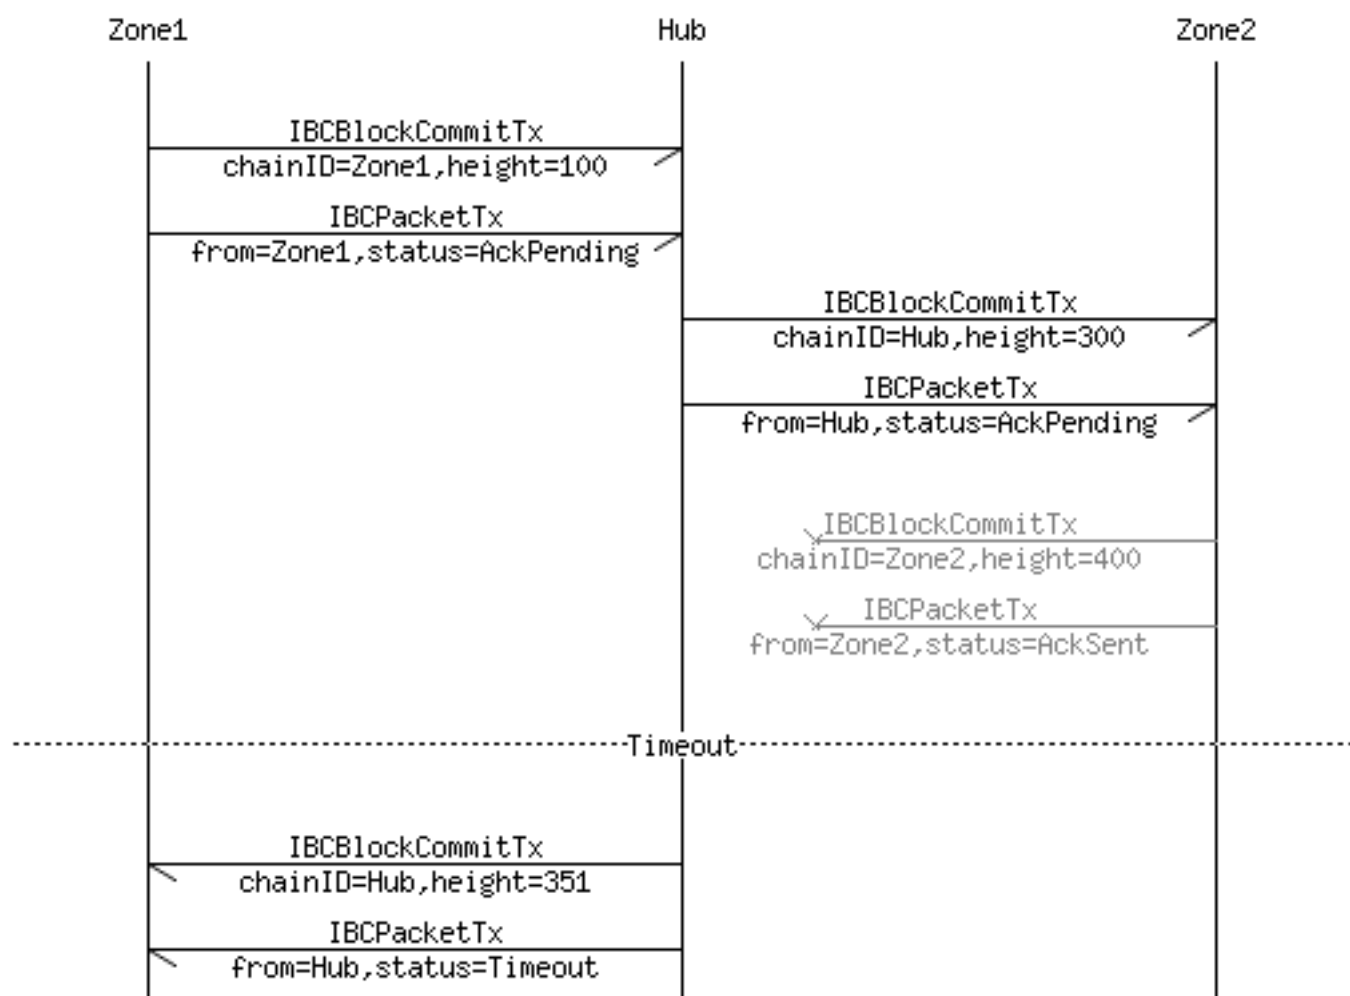 Zone1 Hub Zone2
IBCBlockCommitTx
chainID=Zone1,height=100
IBCPacketTx
from=Zone1,status=AckPending
IBCBlockCommitTx
chainID=Hub,height=300
IBCPacketTx
from=Hub,status=AckPending
IBCBlockCommitTx
chainID=Zone2,height=400
IBCPacketTx
from=Zone2,status=AckSent
Timeout
IBCBlockCommitTx
chainID=Hub,height=351
IBCPacketTx
from=Hub,status=Timeout